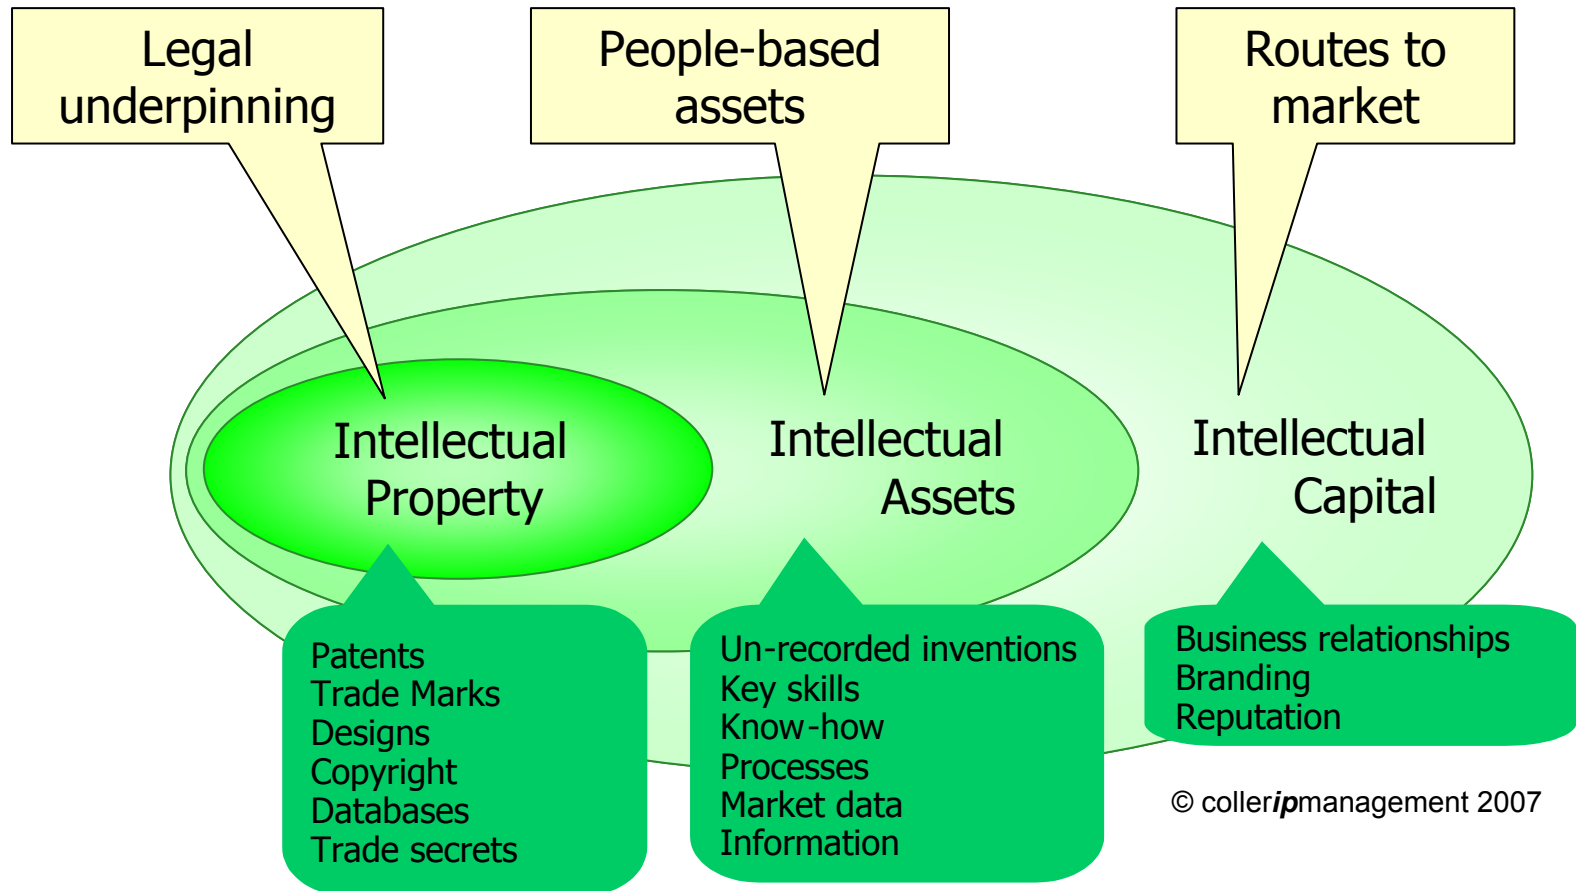 Legal
underpinning
People-based
assets
Routes to
market
Intellectual
Property
Intellectual
Assets
Intellectual
Capital
Patents
Trade Marks
Designs
Copyright
Databases
Trade secrets
Un-recorded inventions
Key skills
Know-how
Processes
Market data
Information
Business relationships
Branding
Reputation
© colleripmanagement 2007